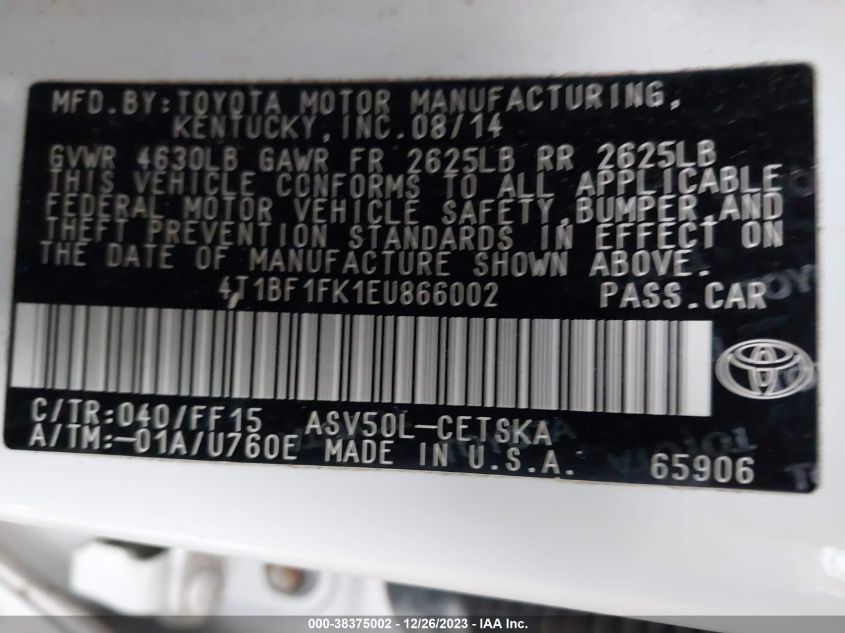 MFD.BY:TOYOTA MOTOR MANUFACTURING,
KENTUCKY,INC.08/14
GVWR 4630LB GAWR FR 2625LB RR 2625LB
THIS VEHICLE CONFORMS TO ALL APPLICABLE
FEDERAL MOTOR VEHICLE SAFETY,BUMPER,AND
THEFT PREVENTION STANDARDS IN EFFECT ON
THE DATE OF MANUFACTURE SHOWN ABOVE.
4T1BF1FK1EU866002 PASS.CAR
C/TR:040/FF15 ASV50L-CETSKA
A/TM:-01A/U760E MADE IN U.S.A. 65906
000-38375002 - 12/26/2023 - IAA Inc.